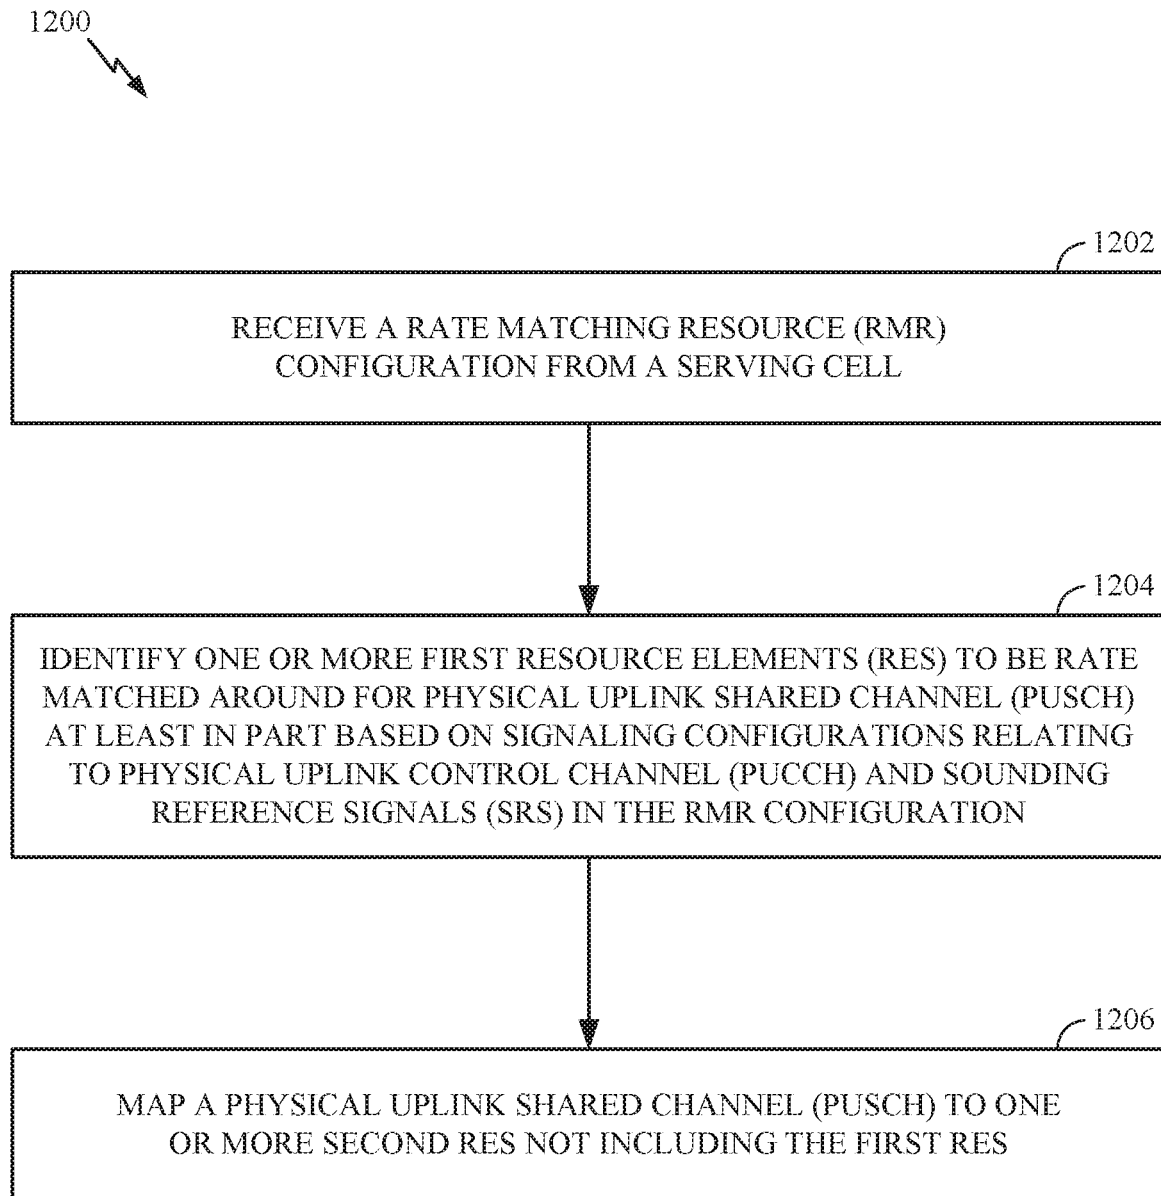 1200
1202
RECEIVE A RATE MATCHING RESOURCE (RMR)
CONFIGURATION FROM A SERVING CELL
1204
IDENTIFY ONE OR MORE FIRST RESOURCE ELEMENTS (RES) TO BE RATE
MATCHED AROUND FOR PHYSICAL UPLINK SHARED CHANNEL (PUSCH)
AT LEAST IN PART BASED ON SIGNALING CONFIGURATIONS RELATING
TO PHYSICAL UPLINK CONTROL CHANNEL (PUCCH) AND SOUNDING
REFERENCE SIGNALS (SRS) IN THE RMR CONFIGURATION
1206
MAP A PHYSICAL UPLINK SHARED CHANNEL (PUSCH) TO ONE
OR MORE SECOND RES NOT INCLUDING THE FIRST RES